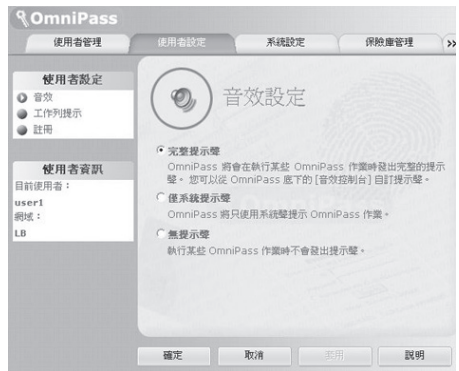 OmniPass
使用者管理 使用者設定 系統設定 保險庫管理 >>
使用者設定
音效
工作列提示
註冊
使用者資訊
目前使用者：
user1
網域：
LB
音效設定
完整提示聲
OmniPass 將會在執行某些 OmniPass 作業時發出完整的提示
聲。您可以從 OmniPass 底下的 [音效控制台] 自訂提示聲。
僅系統提示聲
OmniPass 將只使用系統聲提示 OmniPass 作業。
無提示聲
執行某些 OmniPass 作業時不會發出提示聲。
確定 取消 套用 說明